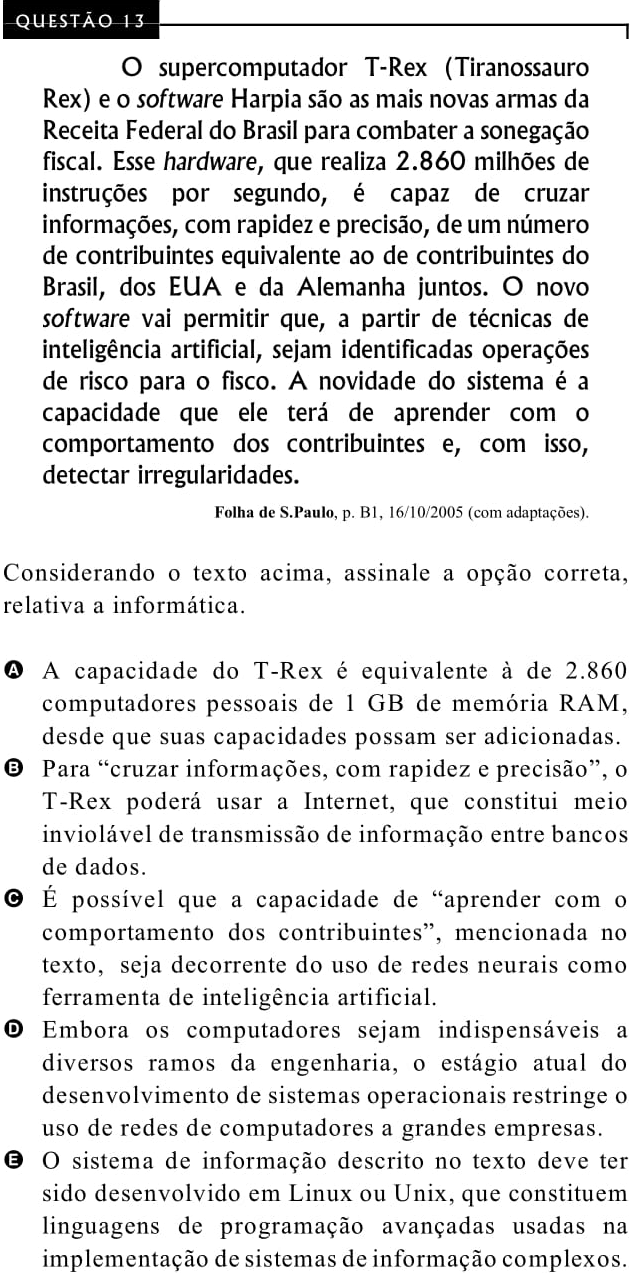 QUESTÃO 13
O supercomputador T-Rex (Tiranossauro
Rex) e o software Harpia são as mais novas armas da
Receita Federal do Brasil para combater a sonegação
fiscal. Esse hardware, que realiza 2.860 milhões de
instruções por segundo, é capaz de cruzar
informações, com rapidez e precisão, de um número
de contribuintes equivalente ao de contribuintes do
Brasil, dos EUA e da Alemanha juntos. O novo
software vai permitir que, a partir de técnicas de
inteligência artificial, sejam identificadas operações
de risco para o fisco. A novidade do sistema é a
capacidade que ele terá de aprender com o
comportamento dos contribuintes e, com isso,
detectar irregularidades.
Folha de S.Paulo, p. B1, 16/10/2005 (com adaptações).
Considerando o texto acima, assinale a opção correta,
relativa a informática.
A A capacidade do T-Rex é equivalente à de 2.860
computadores pessoais de 1 GB de memória RAM,
desde que suas capacidades possam ser adicionadas.
B Para “cruzar informações, com rapidez e precisão”, o
T-Rex poderá usar a Internet, que constitui meio
inviolável de transmissão de informação entre bancos
de dados.
C É possível que a capacidade de “aprender com o
comportamento dos contribuintes”, mencionada no
texto, seja decorrente do uso de redes neurais como
ferramenta de inteligência artificial.
D Embora os computadores sejam indispensáveis a
diversos ramos da engenharia, o estágio atual do
desenvolvimento de sistemas operacionais restringe o
uso de redes de computadores a grandes empresas.
E O sistema de informação descrito no texto deve ter
sido desenvolvido em Linux ou Unix, que constituem
linguagens de programação avançadas usadas na
implementação de sistemas de informação complexos.